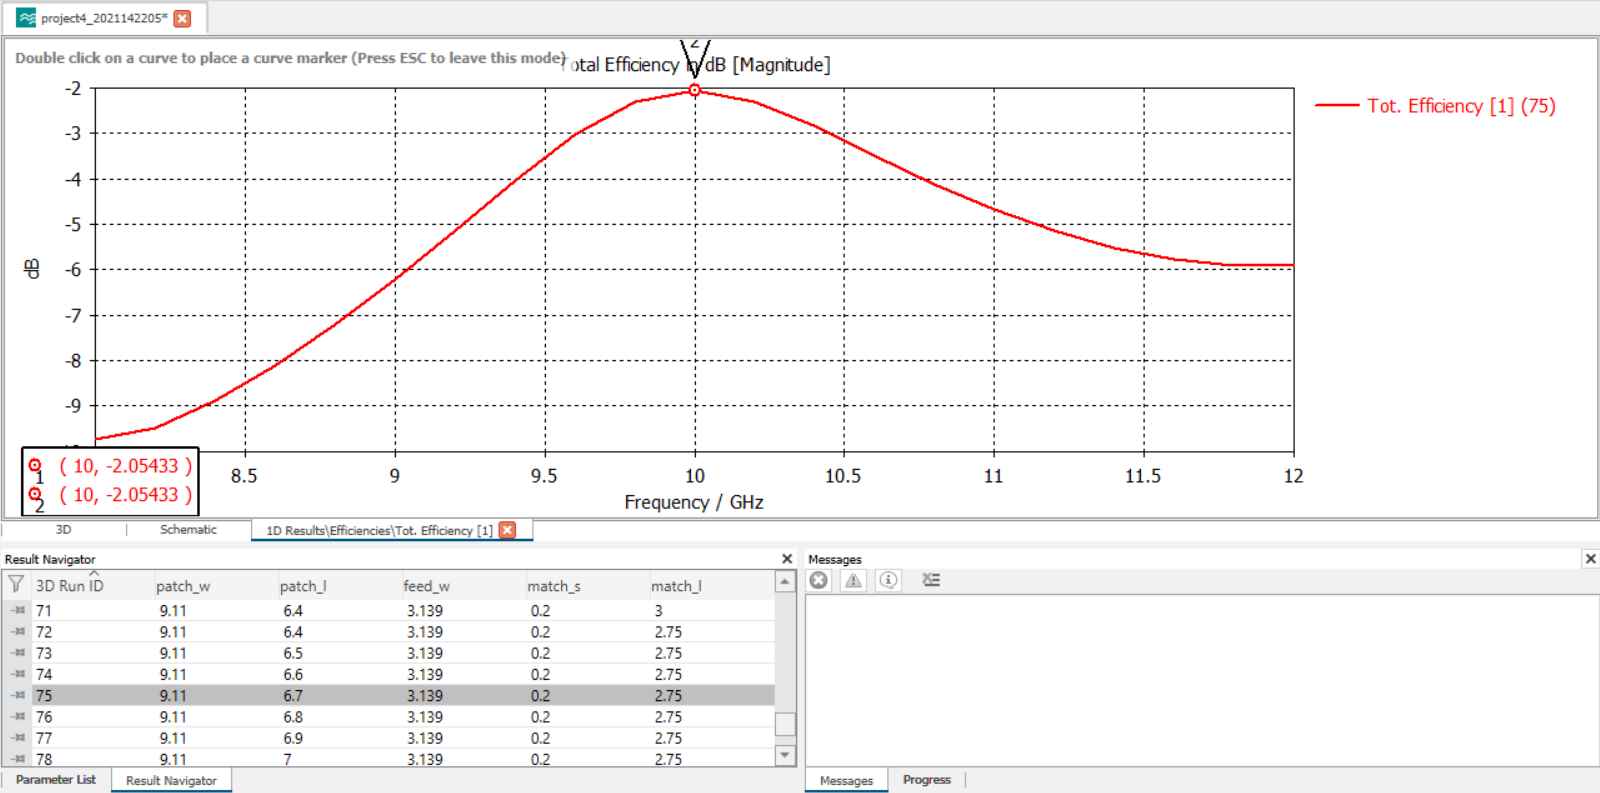 project4_2021142205*
Double click on a curve to place a curve marker (Press ESC to leave this mode)
Total Efficiency in dB [Magnitude]
2
Tot. Efficiency [1] (75)
-2
-3
-4
-5
-6
-7
-8
-9
dB
1 ( 10, -2.05433 )
2 ( 10, -2.05433 )
8.5 9 9.5 10 10.5 11 11.5 12
Frequency / GHz
3D Schematic 1D Results\Efficiencies\Tot. Efficiency [1]
Result Navigator
3D Run ID patch_w patch_l feed_w match_s match_l
71 9.11 6.4 3.139 0.2 3
72 9.11 6.4 3.139 0.2 2.75
73 9.11 6.5 3.139 0.2 2.75
74 9.11 6.6 3.139 0.2 2.75
75 9.11 6.7 3.139 0.2 2.75
76 9.11 6.8 3.139 0.2 2.75
77 9.11 6.9 3.139 0.2 2.75
78 9.11 7 3.139 0.2 2.75
Parameter List Result Navigator
Messages
Messages Progress